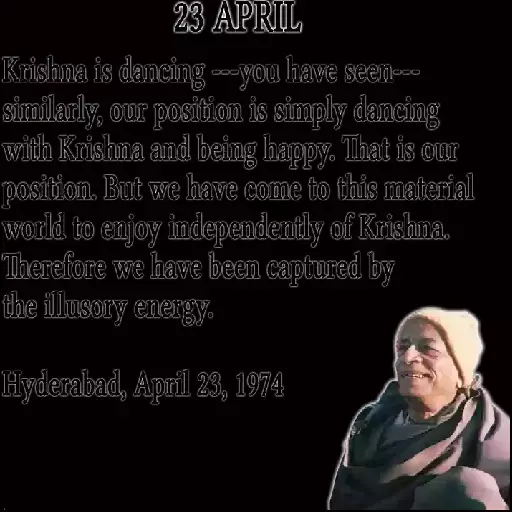 23 APRIL
Krishna is dancing ---you have seen---
similarly, our position is simply dancing
with Krishna and being happy. That is our
position. But we have come to this material
world to enjoy independently of Krishna.
Therefore we have been captured by
the illusory energy.
Hyderabad, April 23, 1974